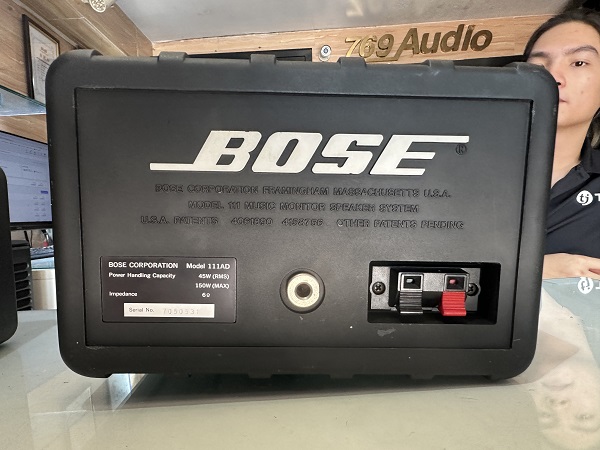 769 Audio
BOSE®
BOSE CORPORATION FRAMINGHAM MASSACHUSETTS U.S.A.
MODEL 111 MUSIC MONITOR SPEAKER SYSTEM
U.S.A. PATENTS OTHER PATENTS PENDING
BOSE CORPORATION Model 111AD
Power Handling Capacity 45W (RMS)
150W (MAX)
Impedance 6Ω
Serial No.